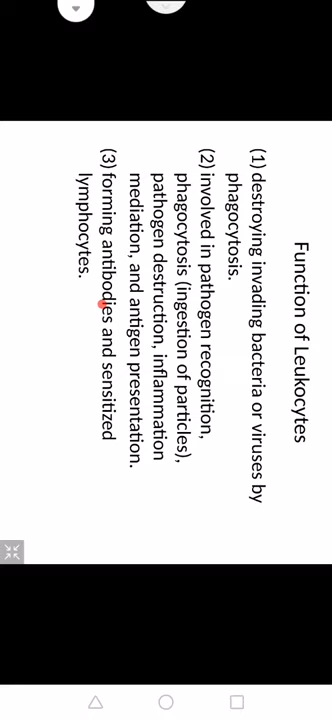 Function of Leukocytes
(1) destroying invading bacteria or viruses by
phagocytosis.
(2) involved in pathogen recognition,
phagocytosis (ingestion of particles),
pathogen destruction, inflammation
mediation, and antigen presentation.
(3) forming antibodies and sensitized
lymphocytes.